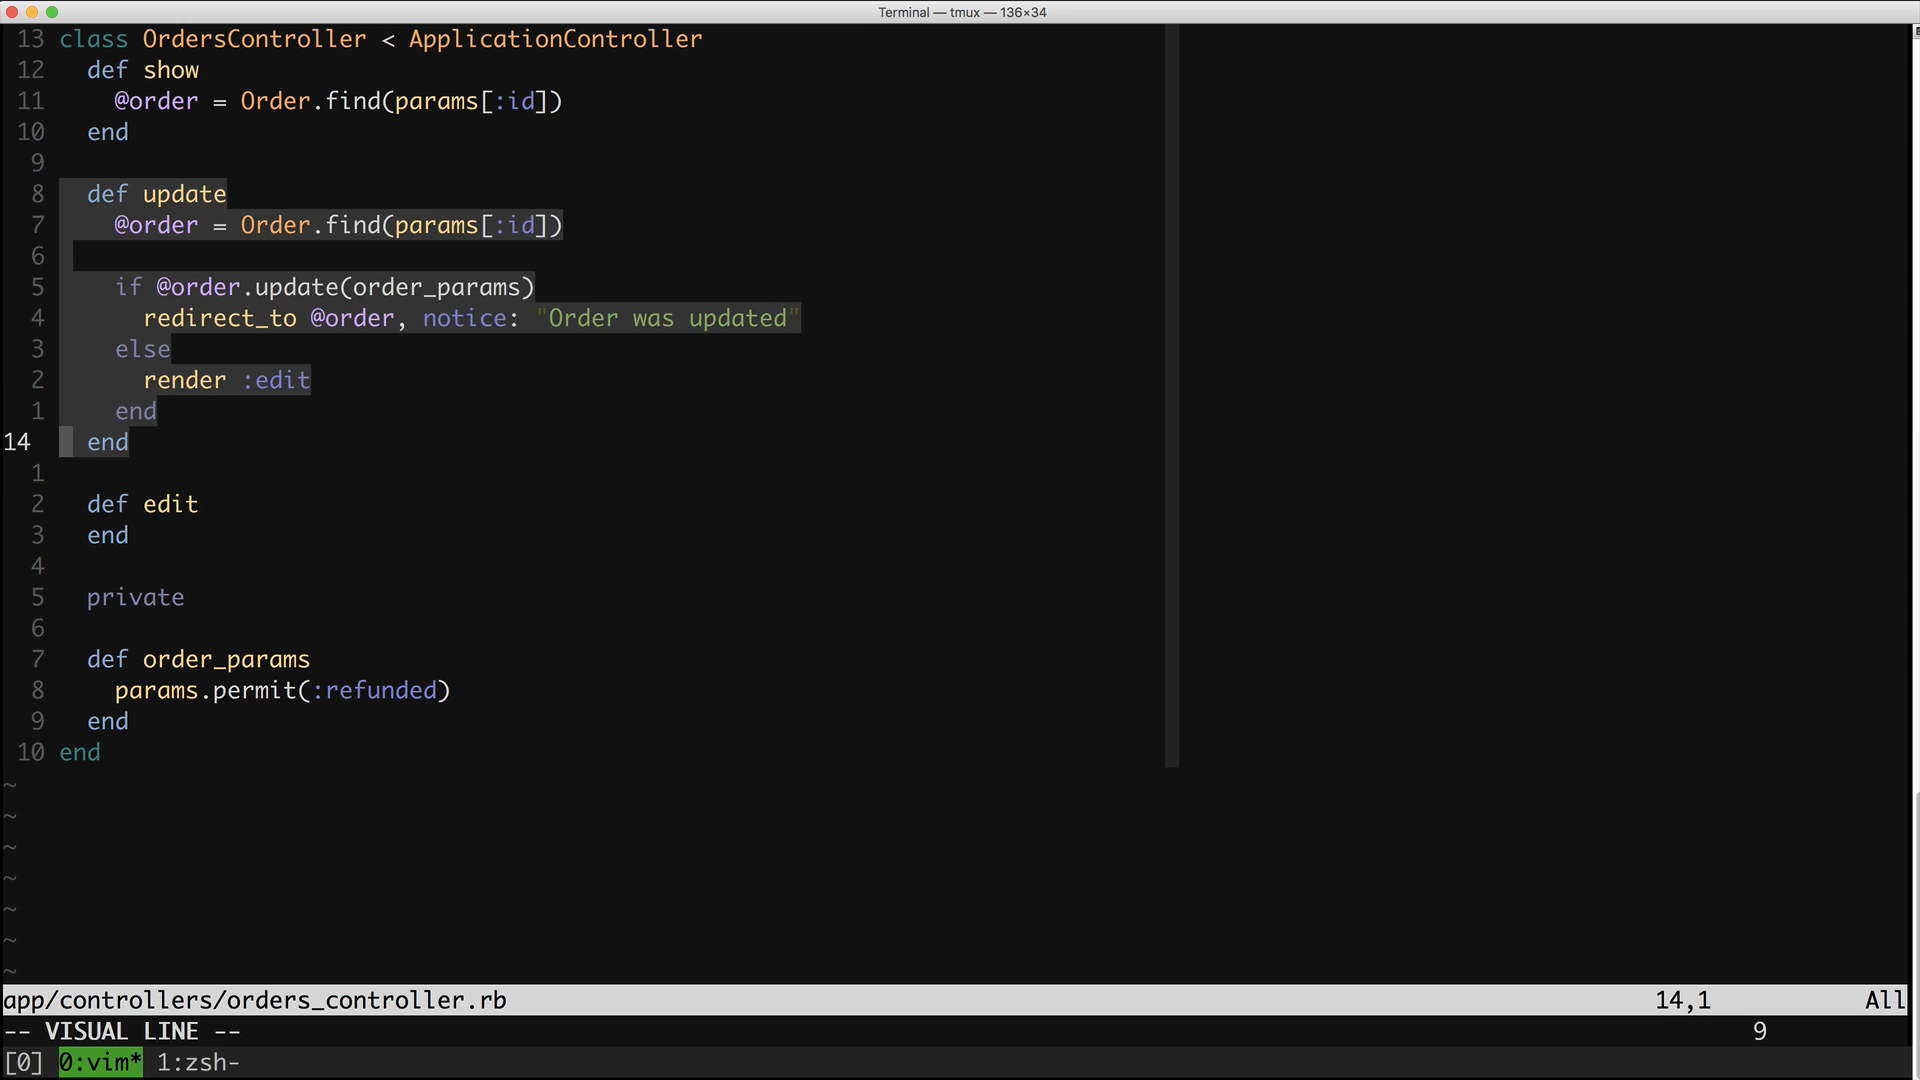 Terminal — tmux — 136×34
13 class OrdersController < ApplicationController
12   def show
11     @order = Order.find(params[:id])
10   end
9
8   def update
7     @order = Order.find(params[:id])
6
5     if @order.update(order_params)
4       redirect_to @order, notice: "Order was updated"
3     else
2       render :edit
1     end
14   end
1
2   def edit
3   end
4
5   private
6
7   def order_params
8     params.permit(:refunded)
9   end
10 end
~
~
~
~
~
~
~
app/controllers/orders_controller.rb 14,1 All
-- VISUAL LINE -- 9
[0] 0:vim* 1:zsh-